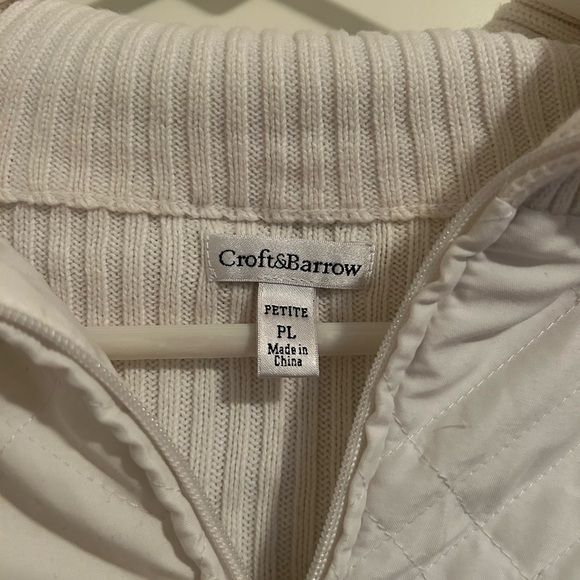 Croft&Barrow
PETITE
PL
Made in
China